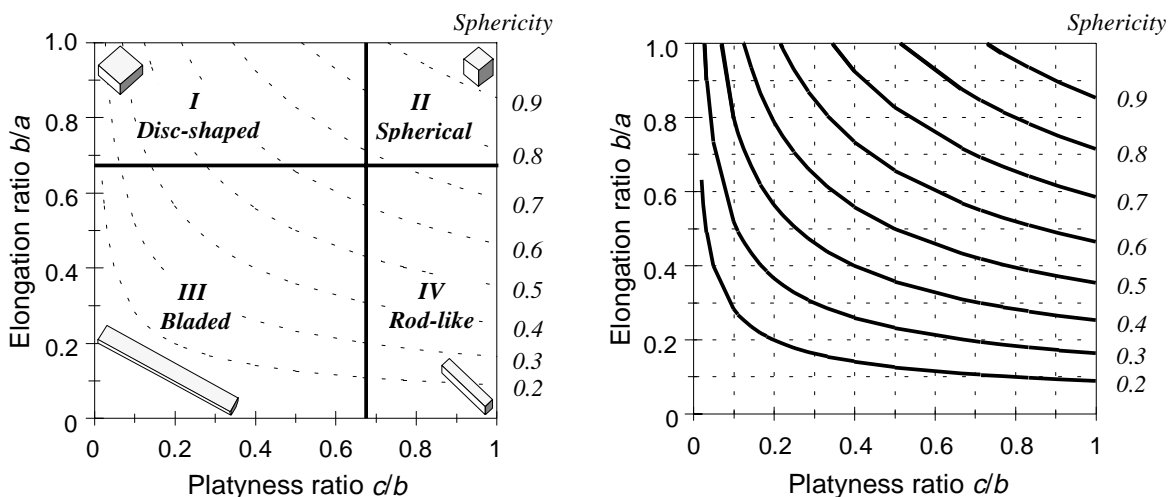 Sphericity
1.0
0.8
0.6
0.4
0.2
0
Elongation ratio b/a
I
Disc-shaped
II
Spherical
III
Bladed
IV
Rod-like
0.9
0.8
0.7
0.6
0.5
0.4
0.3
0.2
0
0.2
0.4
0.6
0.8
1
Platyness ratio c/b
Sphericity
1.0
0.8
0.6
0.4
0.2
0
Elongation ratio b/a
0.9
0.8
0.7
0.6
0.5
0.4
0.3
0.2
0
0.2
0.4
0.6
0.8
1
Platyness ratio c/b